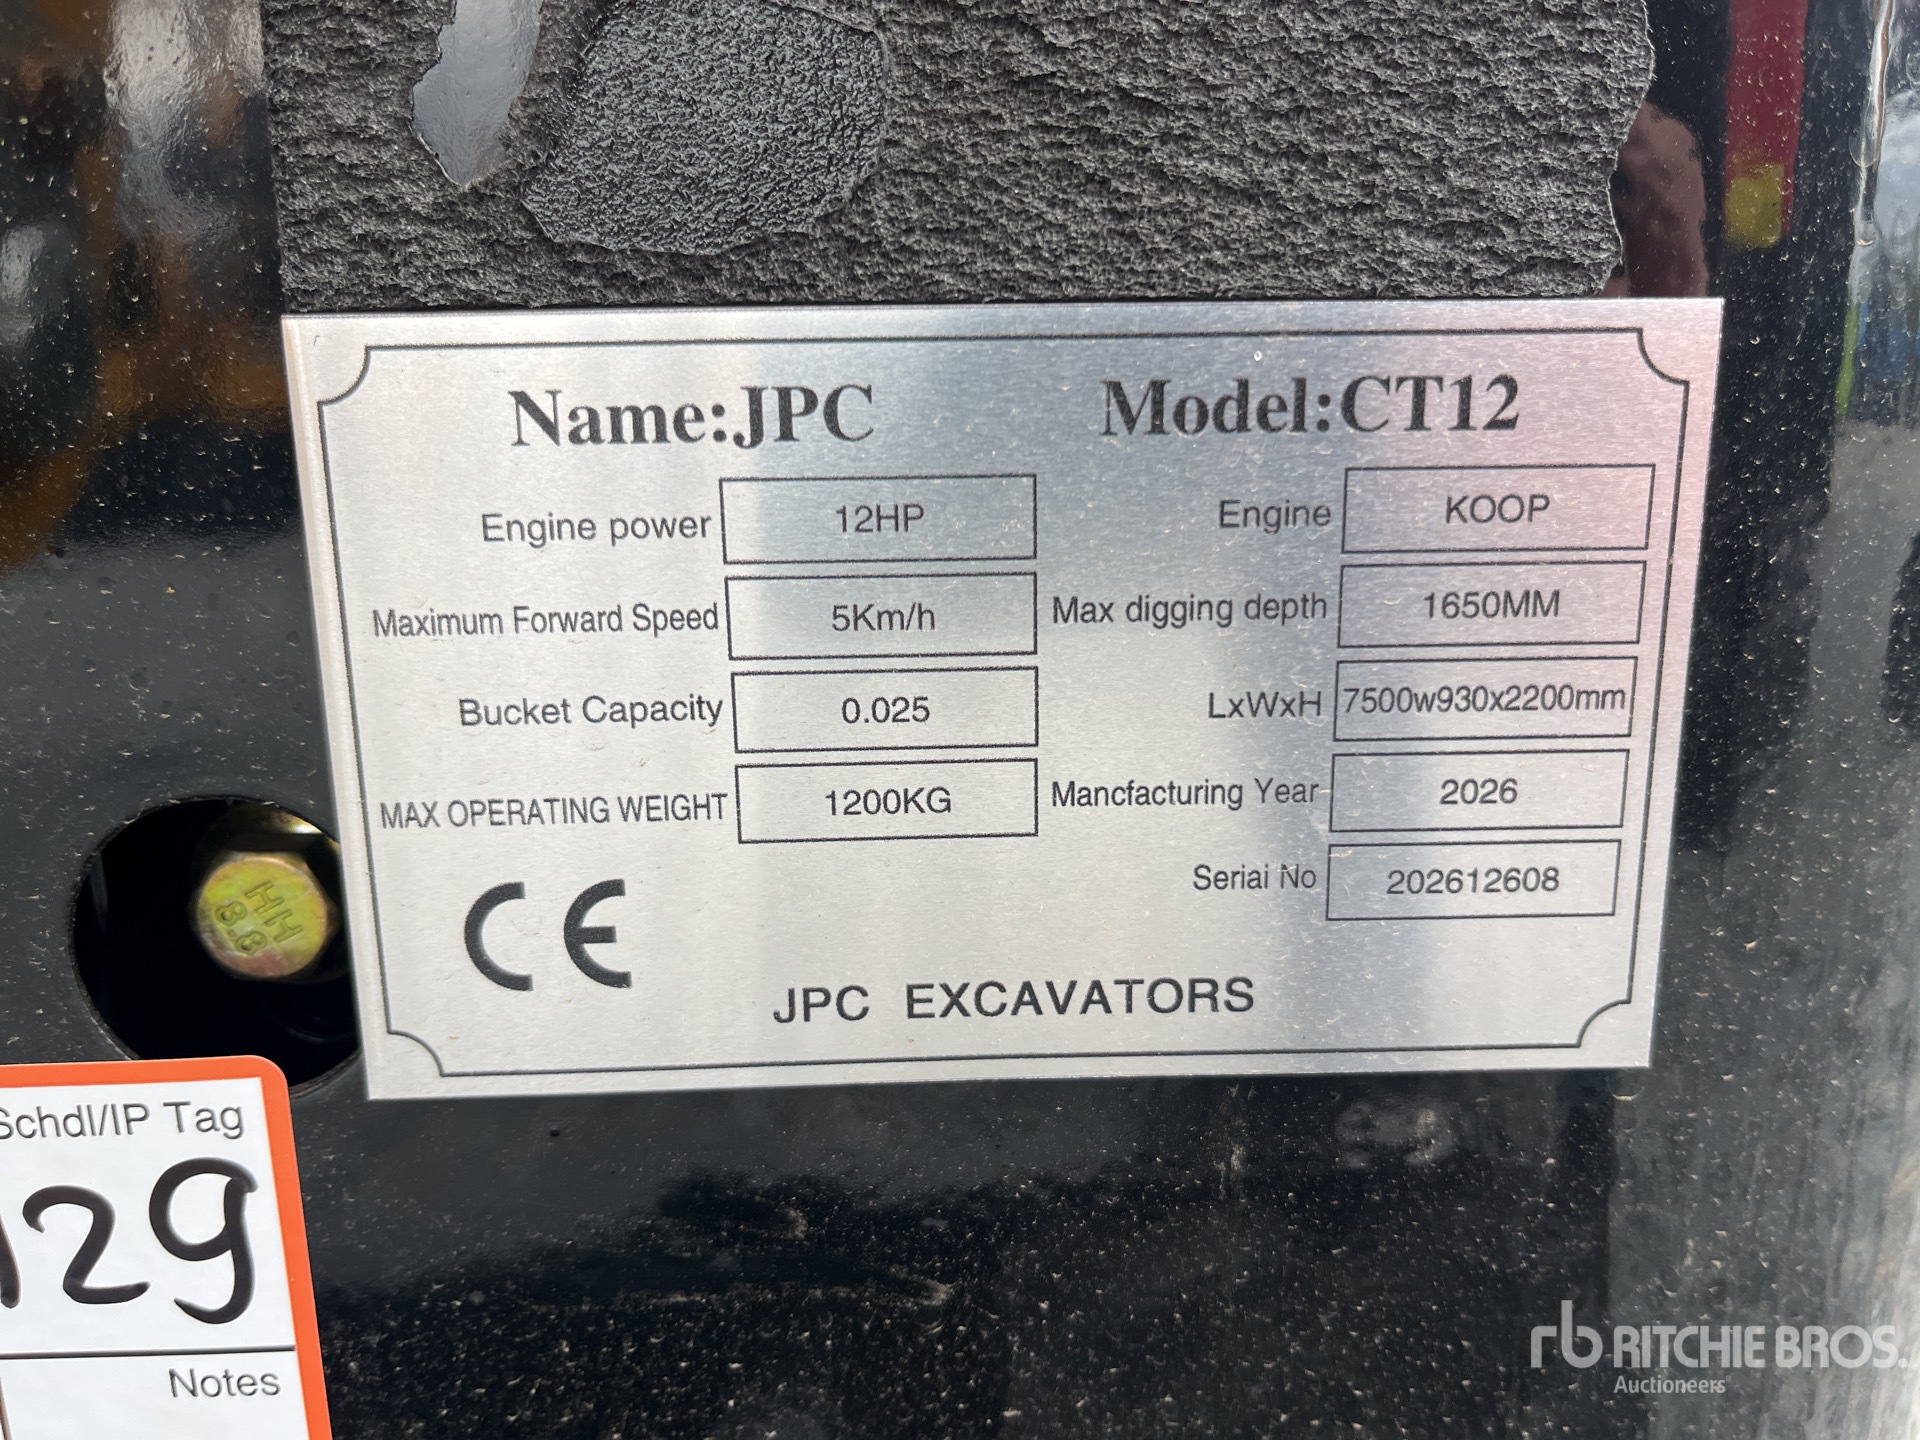 Name:JPC Model:CT12
Engine power 12HP Engine KOOP
Maximum Forward Speed 5Km/h Max digging depth 1650MM
Bucket Capacity 0.025 LxWxH 7500w930x2200mm
MAX OPERATING WEIGHT 1200KG Mancfacturing Year 2026
Seriai No 202612608
CE
JPC EXCAVATORS
HH
8.8
Schdl/IP Tag
129
Notes
rb RITCHIE BROS.
Auctioneers